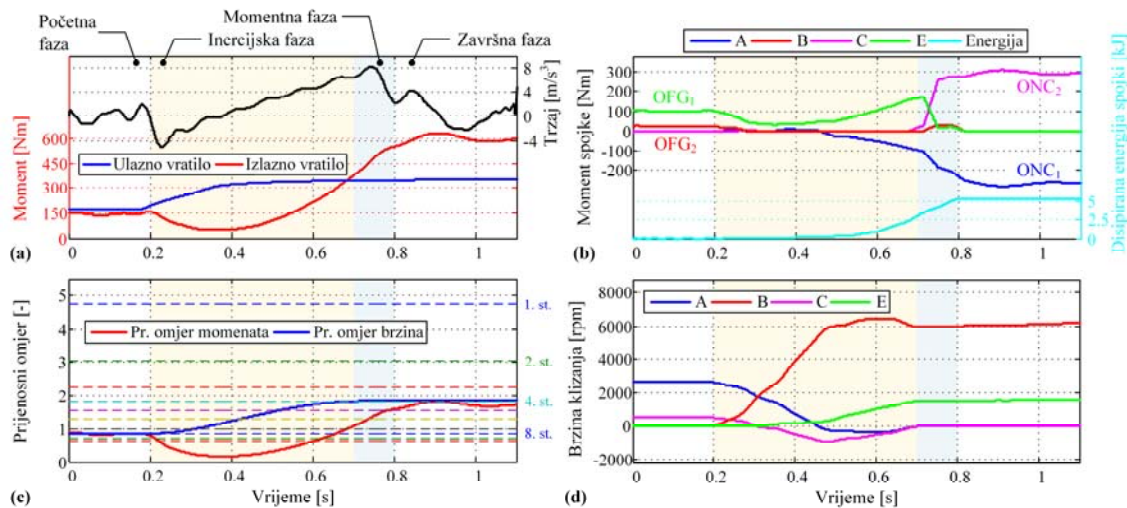 Početna faza
Inercijska faza
Momentna faza
Završna faza
Moment [Nm]
600
450
300
150
0
Trzaj [m/s³]
8
4
0
-4
Ulazno vratilo
Izlazno vratilo
0 0.2 0.4 0.6 0.8 1
(a)
A B C E Energija
Moment spojke [Nm]
300
200
100
0
-100
-200
OFG₁
OFG₂
ONC₂
ONC₁
Disipirana energija spojki [kJ]
5
2.5
0
0 0.2 0.4 0.6 0.8 1
(b)
Prijenosni omjer [-]
5
4
3
2
1
0
Pr. omjer momenata
Pr. omjer brzina
1. st.
2. st.
4. st.
8. st.
0 0.2 0.4 0.6 0.8 1
Vrijeme [s]
(c)
A B C E
Brzina klizanja [rpm]
6000
4000
2000
0
-2000
0 0.2 0.4 0.6 0.8 1
Vrijeme [s]
(d)